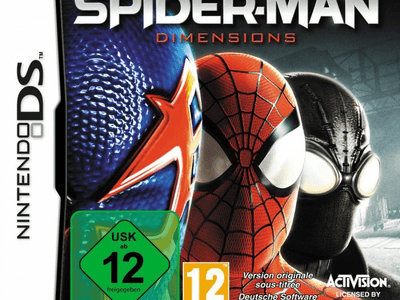 SPIDER-MAN
DIMENSIONS
NINTENDO DS
TM
USK
ab
12
freigegeben
12
Version originale
sous-titrée
Deutsche Software
ACTIVISION
LICENSED BY